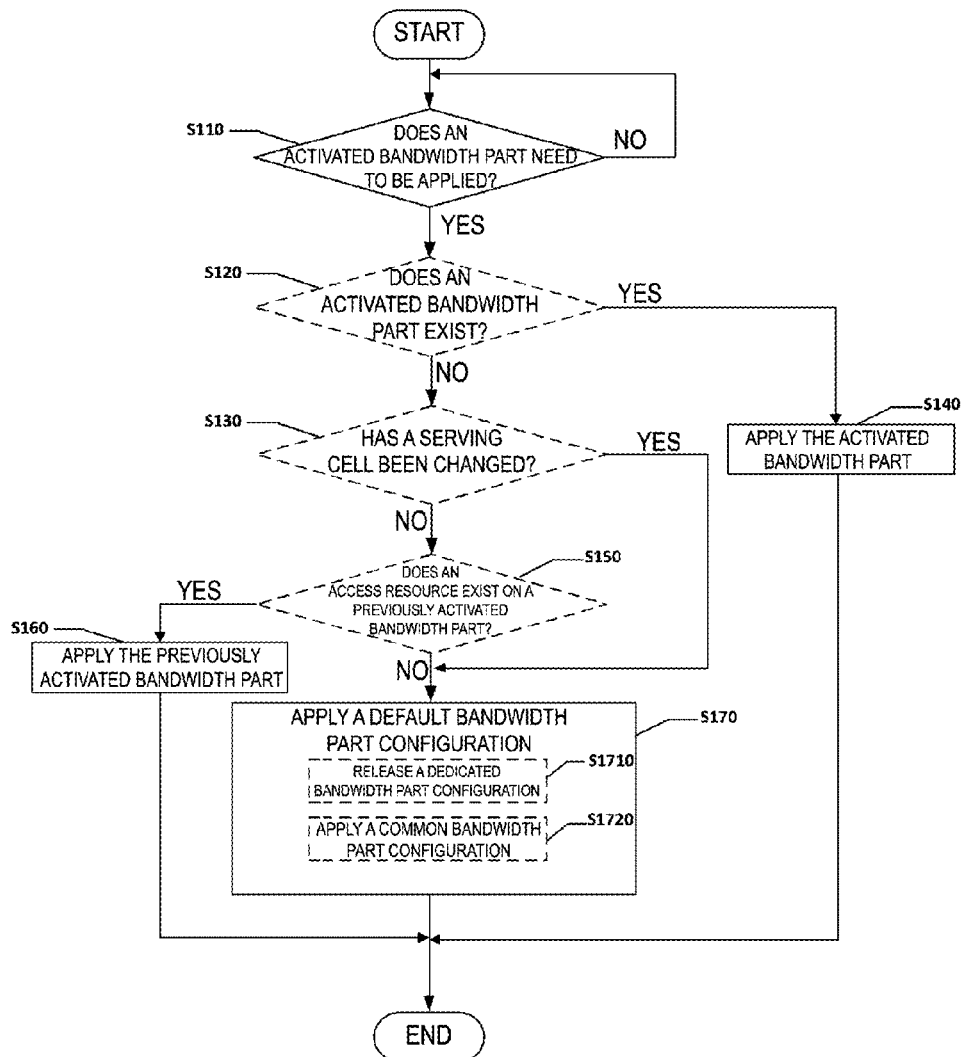 START
S110
DOES AN
ACTIVATED BANDWIDTH PART NEED
TO BE APPLIED?
NO
YES
S120
DOES AN
ACTIVATED BANDWIDTH
PART EXIST?
YES
NO
S130
HAS A SERVING
CELL BEEN CHANGED?
YES
S140
APPLY THE ACTIVATED
BANDWIDTH PART
NO
S150
DOES AN
ACCESS RESOURCE EXIST ON A
PREVIOUSLY ACTIVATED
BANDWIDTH PART?
YES
S160
APPLY THE PREVIOUSLY
ACTIVATED BANDWIDTH PART
NO
APPLY A DEFAULT BANDWIDTH
PART CONFIGURATION
S170
RELEASE A DEDICATED
BANDWIDTH PART CONFIGURATION
S1710
APPLY A COMMON BANDWIDTH
PART CONFIGURATION
S1720
END